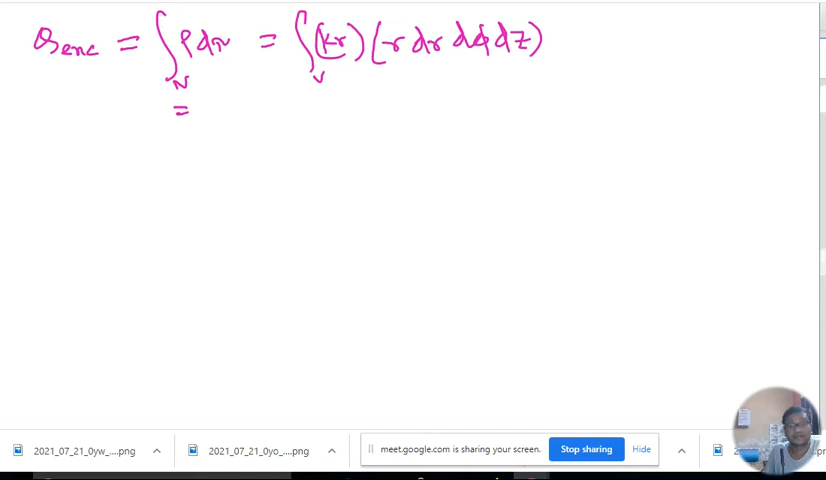 Qenc = ∫v ρdv = ∫v (kr) (r dr dϕ dz)
=
2021_07_21_0yw_....png
2021_07_21_0yo_....png
meet.google.com is sharing your screen.
Stop sharing
Hide